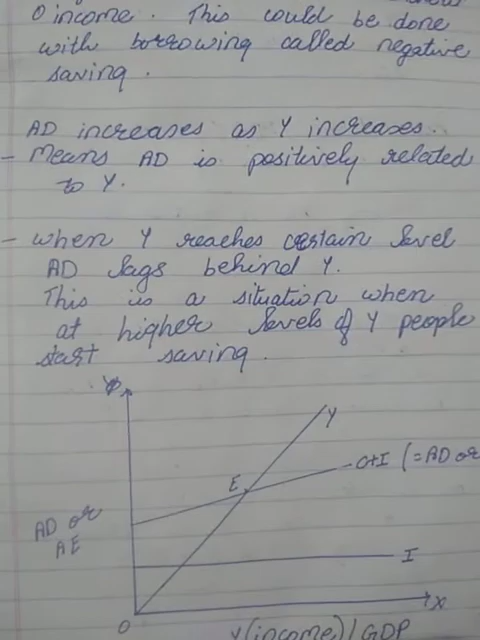 0 income. This could be done
with borrowing called negative
saving.
AD increases as Y increases.
- Means AD is positively related
to Y.
- When Y reaches certain level
AD lags behind Y.
This is a situation when
at higher levels of Y people
start saving.
Y
C+I (= AD or
E
AD or
AE
I
X
O
Y(income)/GDP